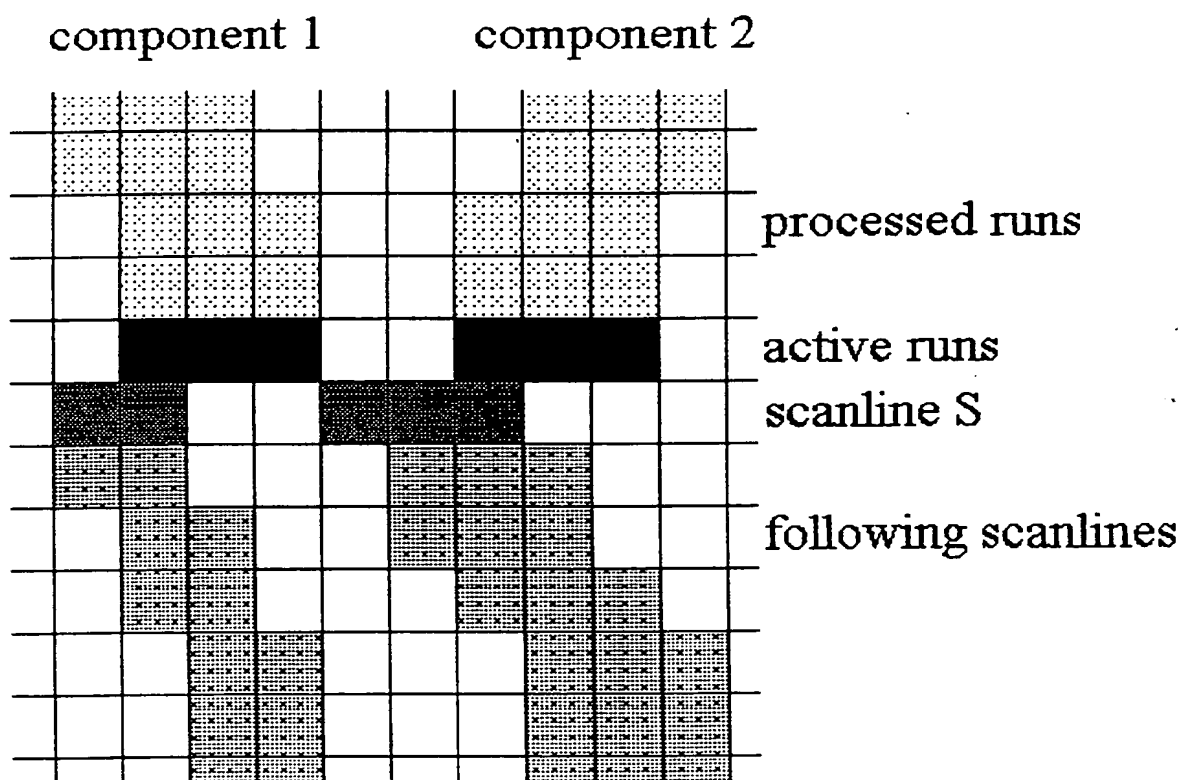 component 1 component 2
processed runs
active runs
scanline S
following scanlines